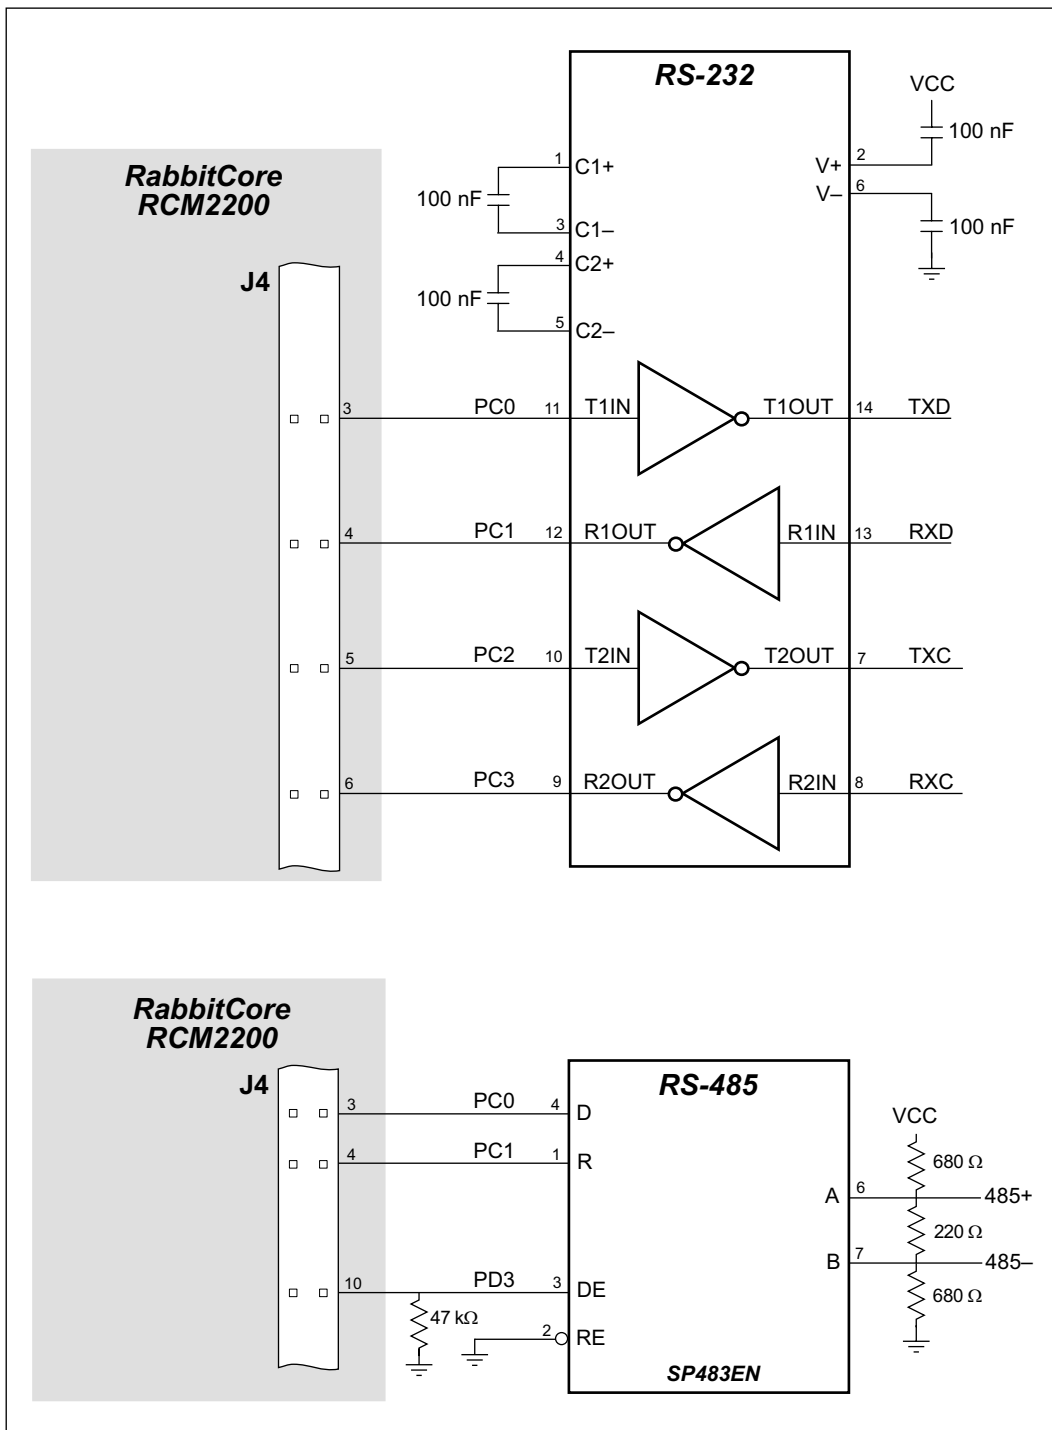 RS-232
VCC
100 nF
RabbitCore
RCM2200
1 C1+
V+ 2
V– 6
100 nF
100 nF
3 C1–
4 C2+
J4
100 nF
5 C2–
3 PC0 11 T1IN T1OUT 14 TXD
4 PC1 12 R1OUT R1IN 13 RXD
5 PC2 10 T2IN T2OUT 7 TXC
6 PC3 9 R2OUT R2IN 8 RXC
RabbitCore
RCM2200
J4
RS-485
3 PC0 4 D
VCC
4 PC1 1 R
680 Ω
A 6 485+
220 Ω
B 7 485–
10 PD3 3 DE
680 Ω
47 kΩ
2 RE
SP483EN